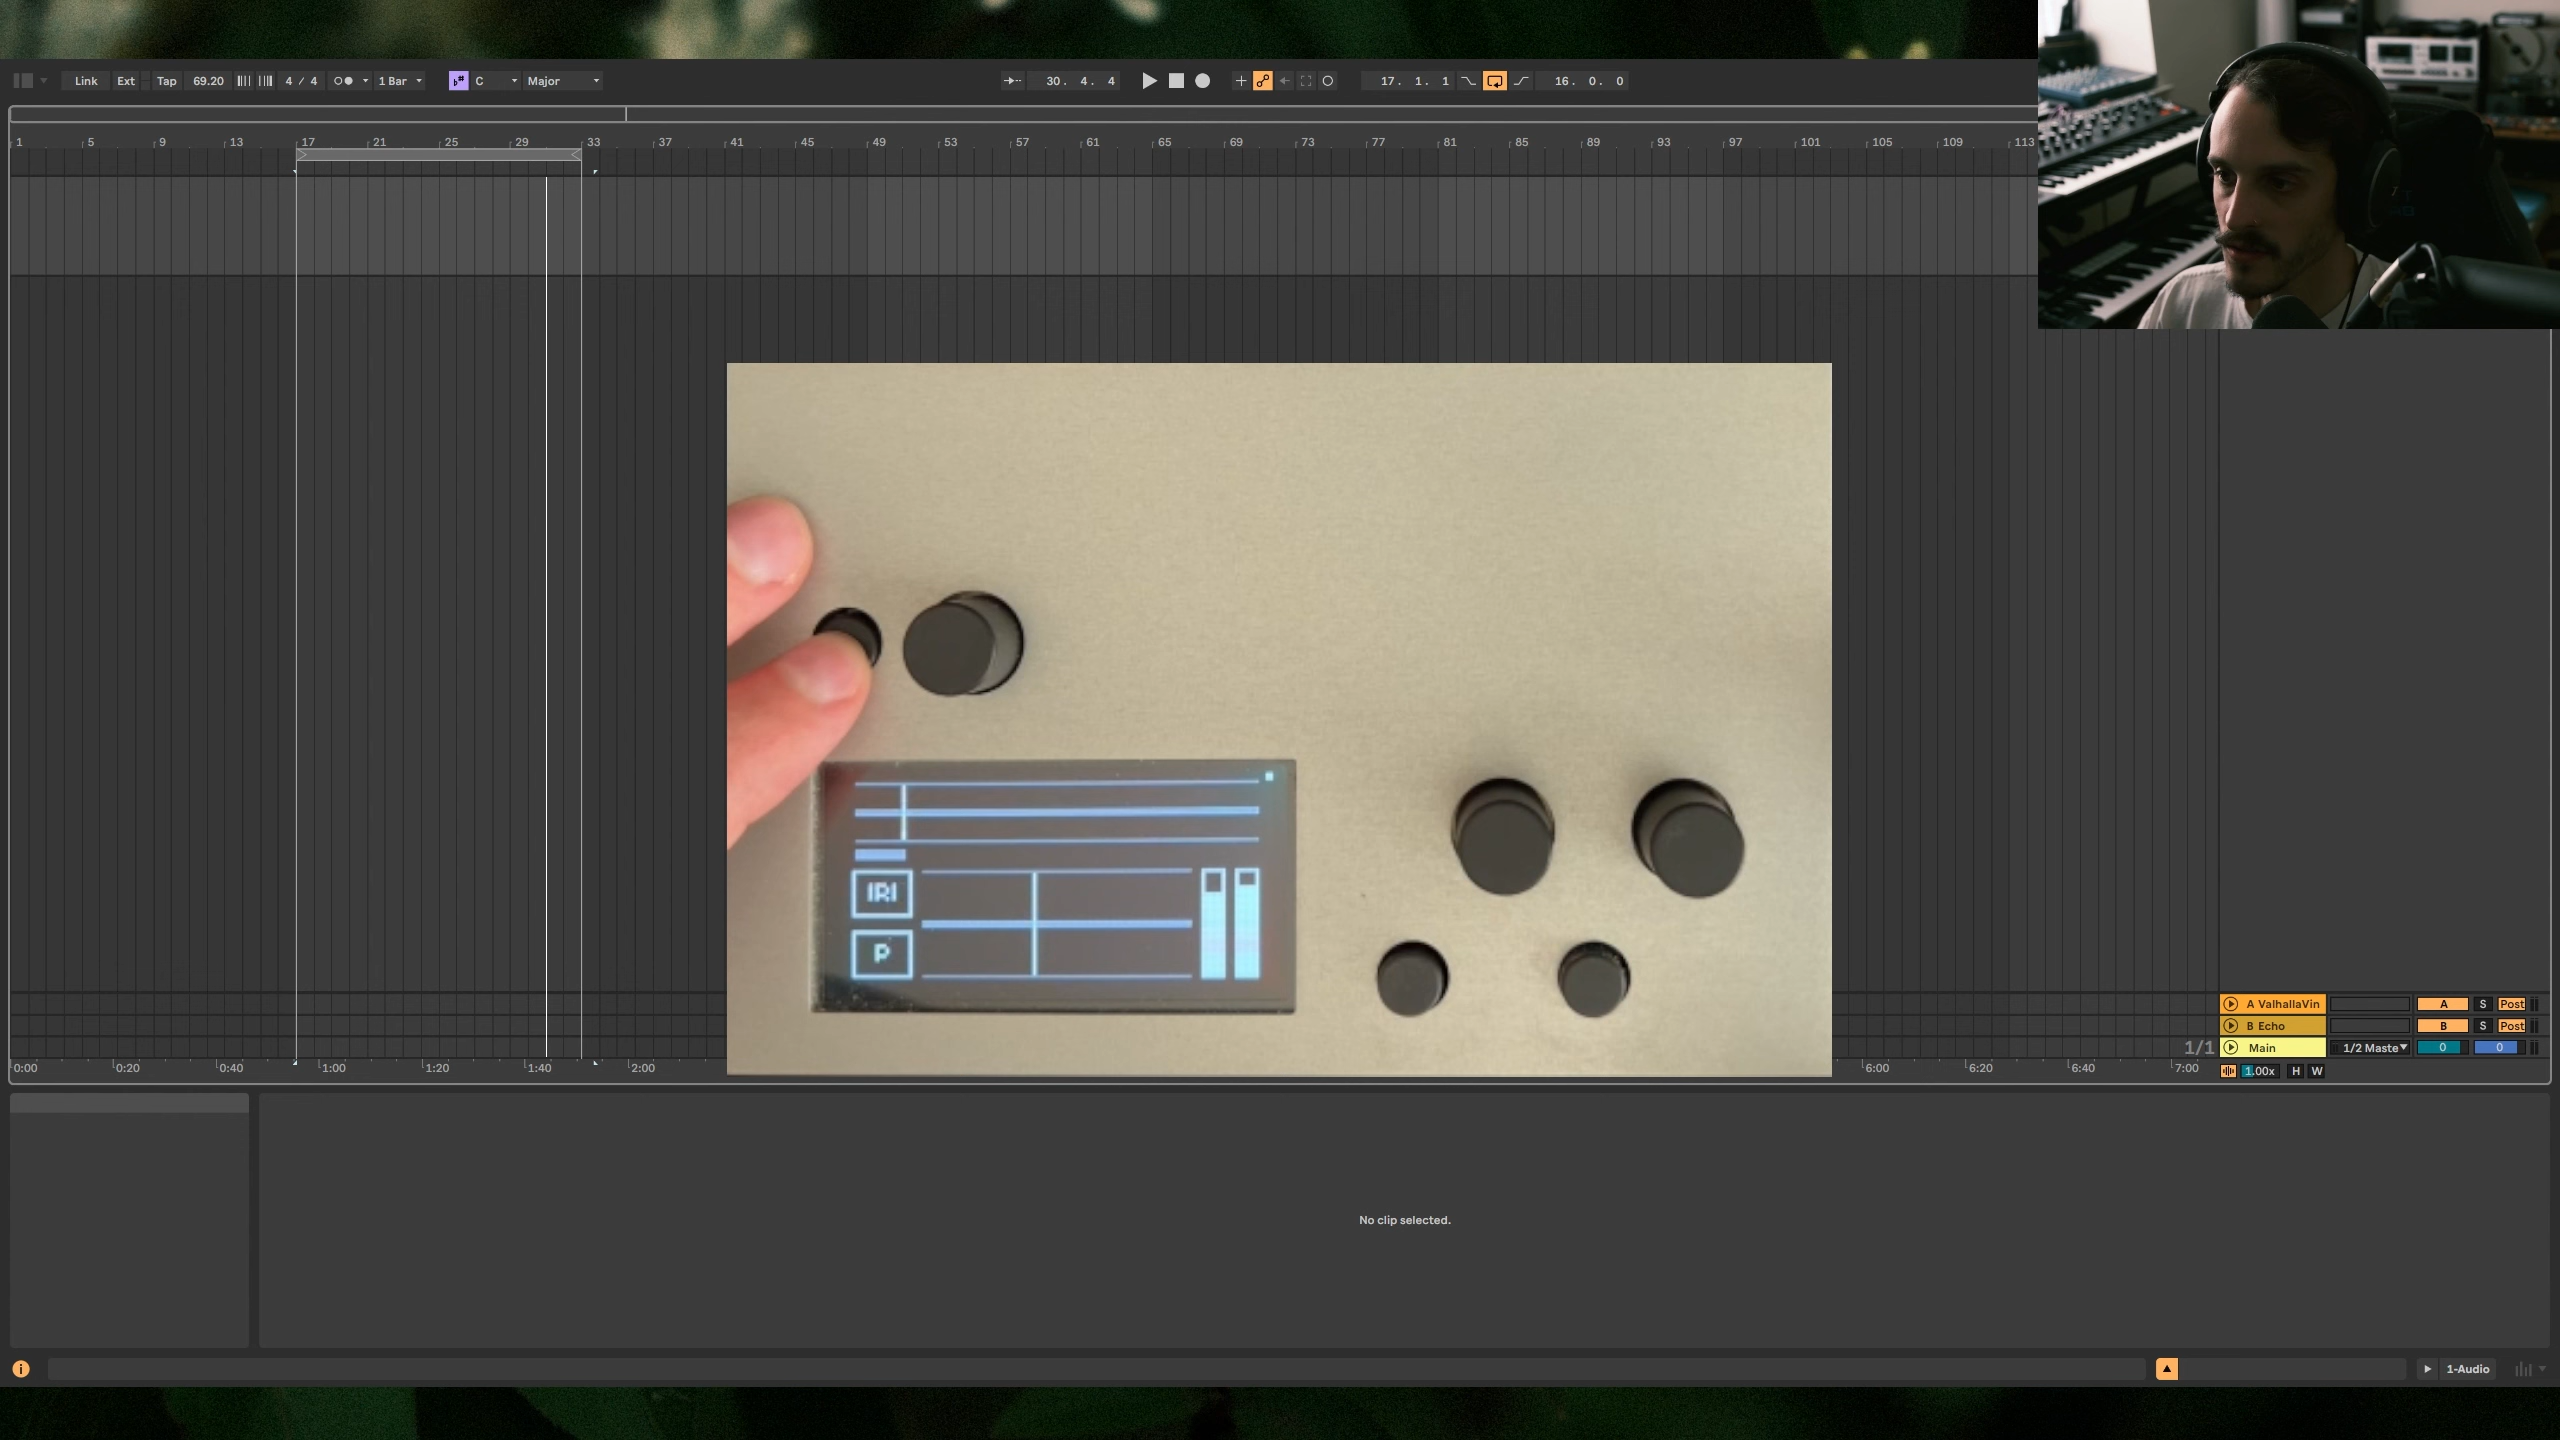 Link Ext Tap 69.20 4 / 4 1 Bar C Major 30. 4. 4 17. 1. 1 16. 0. 0
1 5 9 13 17 21 25 29 33 37 41 45 49 53 57 61 65 69 73 77 81 85 89 93 97 101 105 109 113
IRI
P
A ValhallaVin A S Post
B Echo B S Post
1/1 Main 1/2 Maste 0 0
0:00 0:20 0:40 1:00 1:20 1:40 2:00 6:00 6:20 6:40 7:00 1.00x H W
No clip selected.
1-Audio